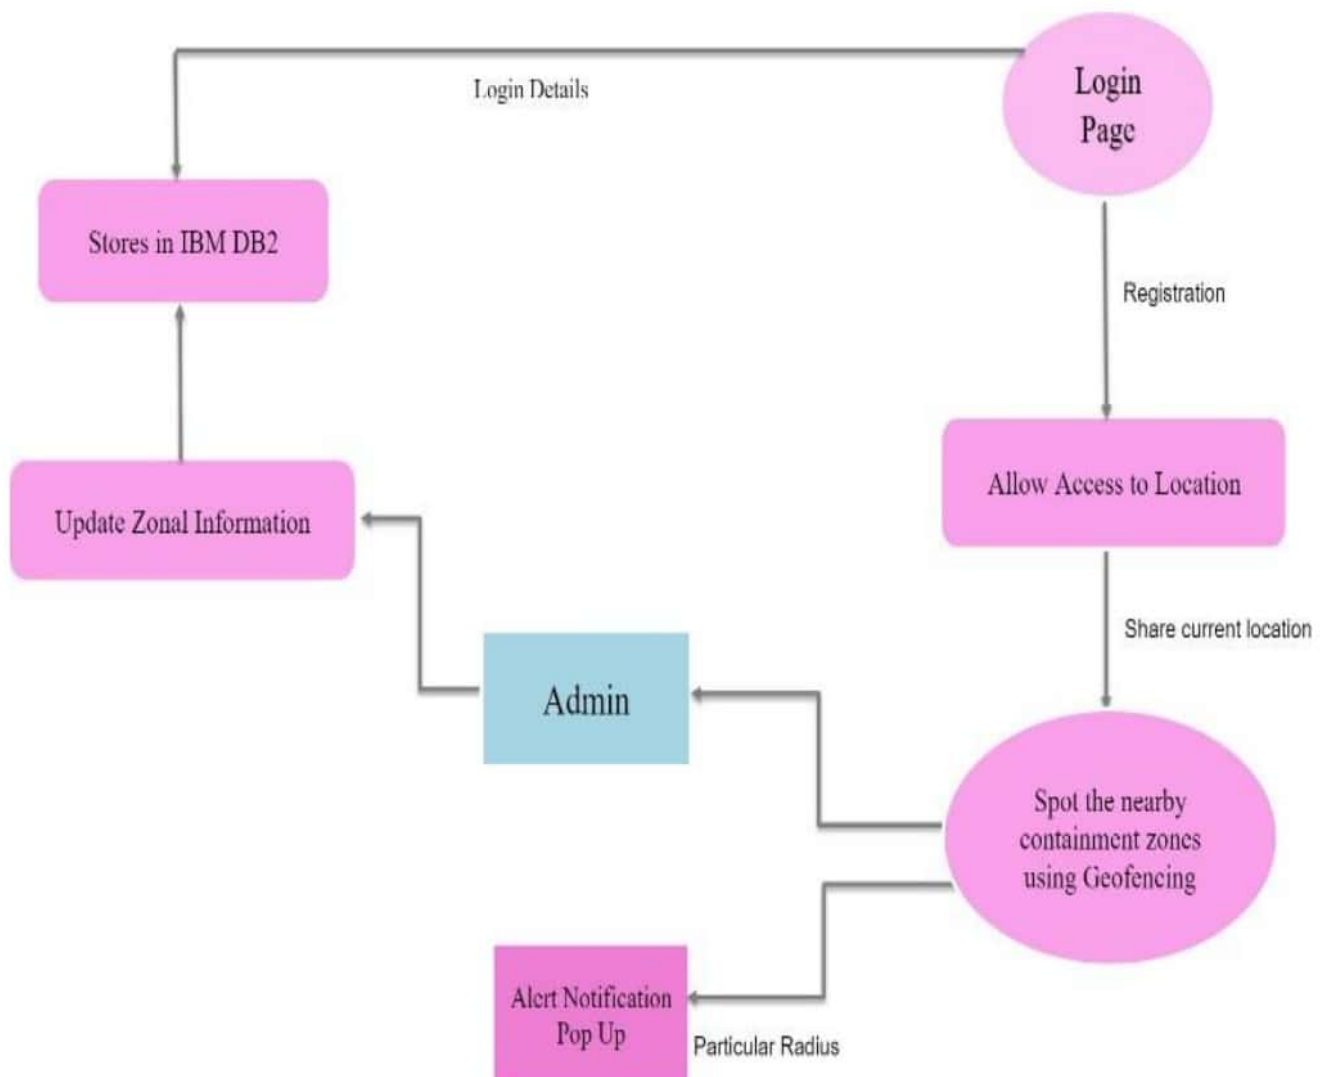 Login
Page
Login Details
Stores in IBM DB2
Registration
Allow Access to Location
Update Zonal Information
Share current location
Admin
Spot the nearby
containment zones
using Geofencing
Alert Notification
Pop Up
Particular Radius